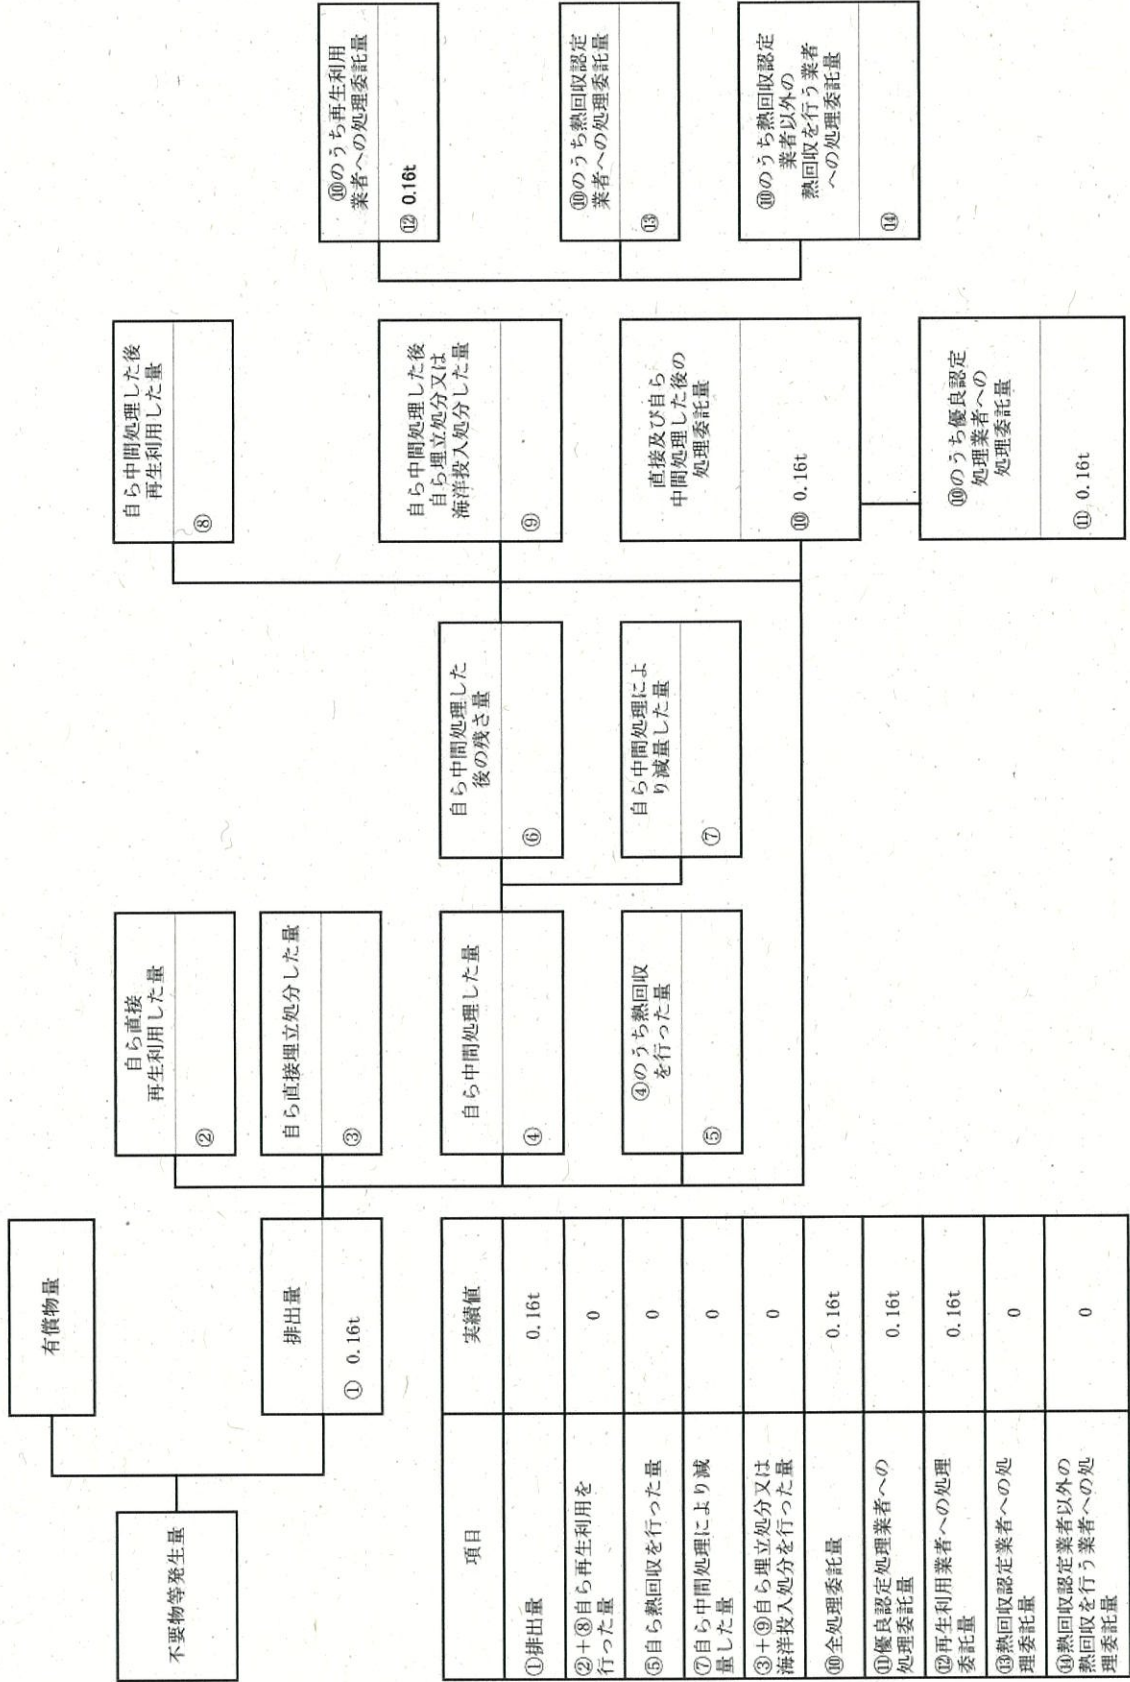 不要物等発生量
有償物量
排出量
① 0.16t
自ら直接
再生利用した量
②
自ら直接埋立処分した量
③
自ら中間処理した量
④
④のうち熱回収
を行った量
⑤
自ら中間処理した
後の残さ量
⑥
自ら中間処理によ
り減量した量
⑦
自ら中間処理した後
再生利用した量
⑧
自ら中間処理した後
自ら埋立処分又は
海洋投入処分した量
⑨
直接及び自ら
中間処理した後の
処理委託量
⑩ 0.16t
⑩のうち優良認定
処理業者への
処理委託量
⑪ 0.16t
⑩のうち再生利用
業者への処理委託量
⑫ 0.16t
⑩のうち熱回収認定
業者への処理委託量
⑬
⑩のうち熱回収認定
業者以外の
熱回収を行う業者
への処理委託量
⑭
項目 実績値
①排出量 0.16t
②+⑧自ら再生利用を
行った量 0
⑤自ら熱回収を行った量 0
⑦自ら中間処理により減
量した量 0
③+⑨自ら埋立処分又は
海洋投入処分を行った量 0
⑩全処理委託量 0.16t
⑪優良認定処理業者への
処理委託量 0.16t
⑫再生利用業者への処理
委託量 0.16t
⑬熱回収認定業者への処
理委託量 0
⑭熱回収認定業者以外の
熱回収を行う業者への処
理委託量 0